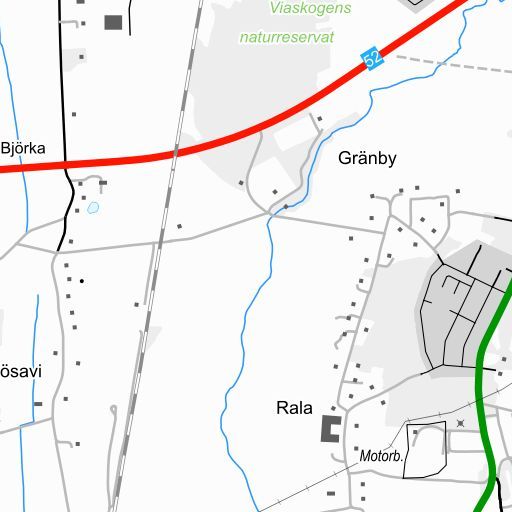 Viaskogens
naturreservat
52
Björka
Gränby
ösavi
Rala
Motorb.